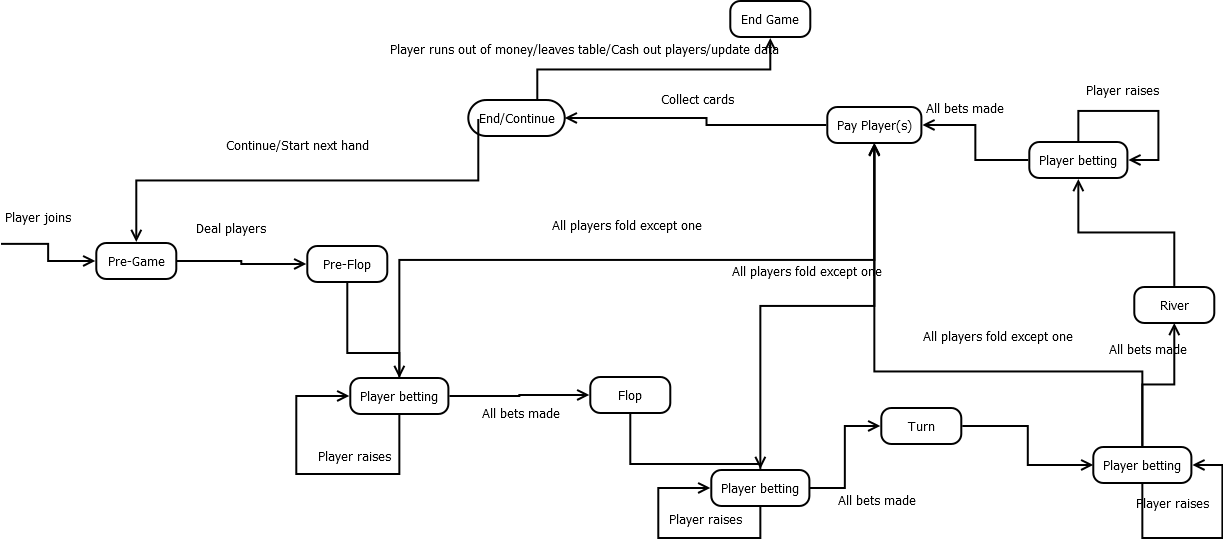 End Game
Player runs out of money/leaves table/Cash out players/update data
Player raises
Collect cards
All bets made
End/Continue
Pay Player(s)
Continue/Start next hand
Player betting
Player joins
Deal players
All players fold except one
Pre-Game
Pre-Flop
All players fold except one
River
All players fold except one
All bets made
Player betting
Flop
All bets made
Turn
Player raises
Player betting
Player betting
All bets made
Player raises
Player raises